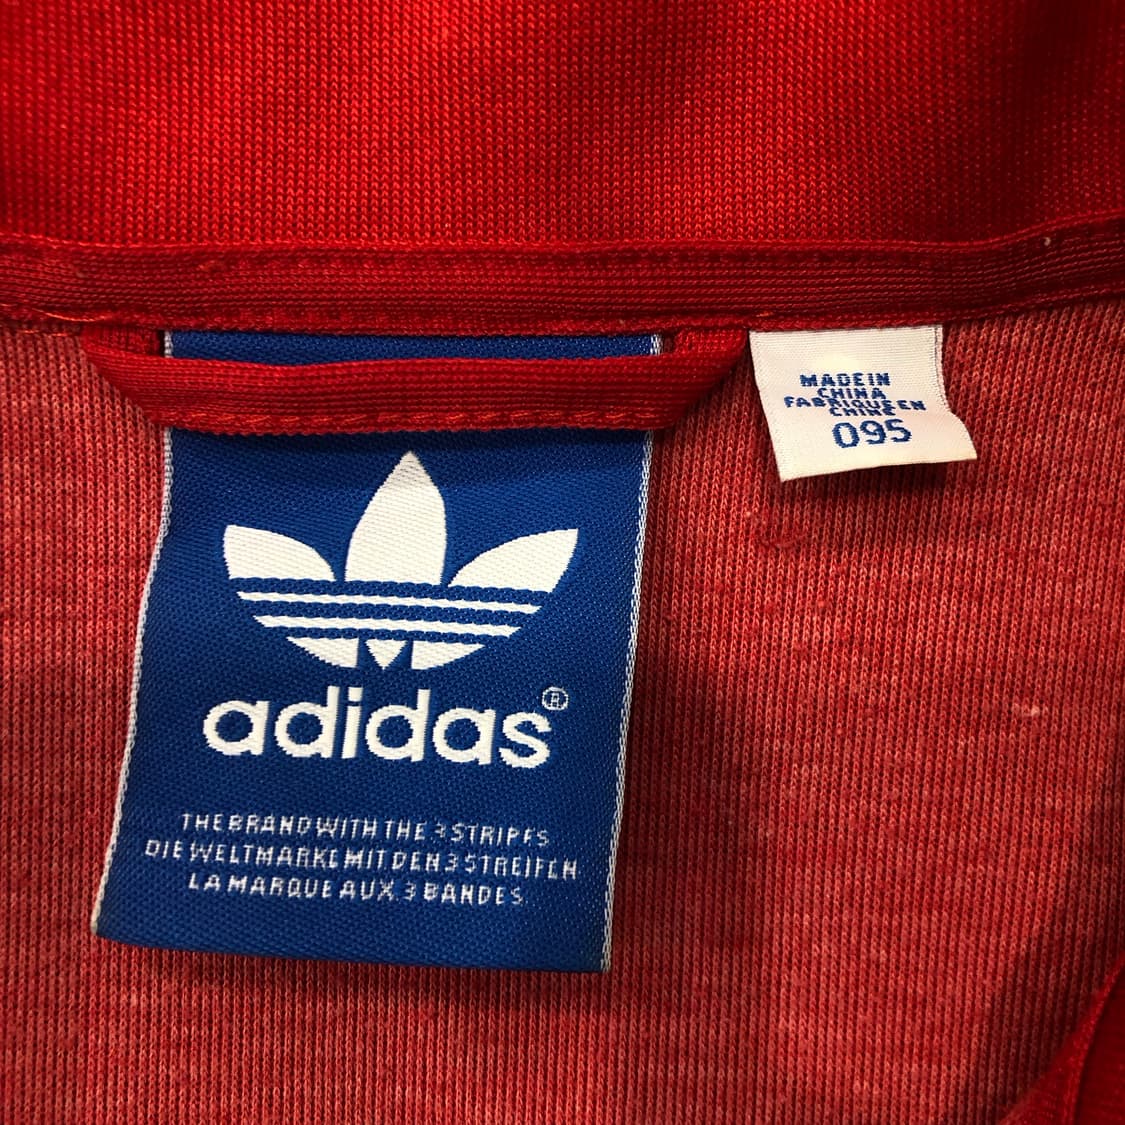 MADE IN
CHINA
FABRIQUE EN
CHINE
095
adidas®
THE BRAND WITH THE 3 STRIPES
DIE WELTMARKE MIT DEN 3 STREIFEN
LA MARQUE AUX 3 BANDES